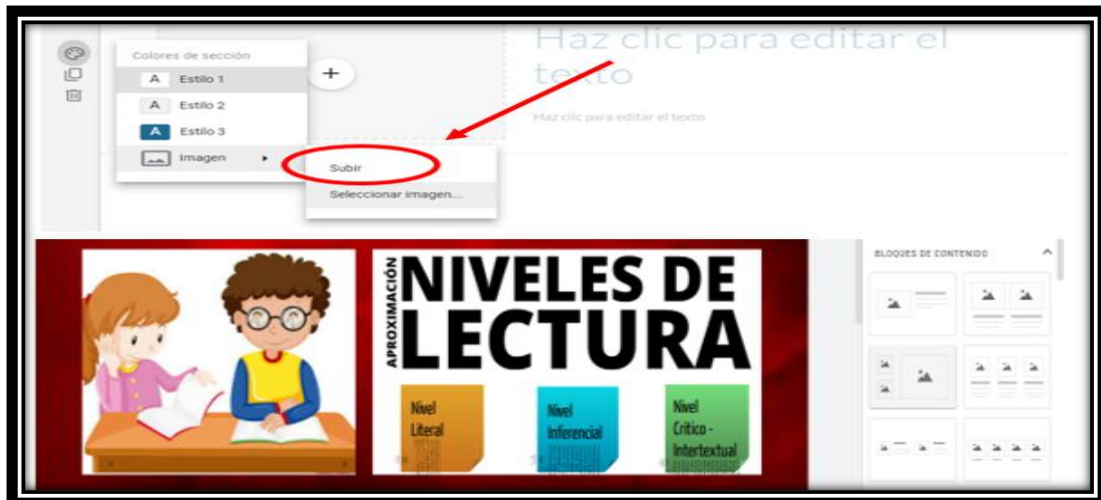 Haz clic para editar el
texto
Haz clic para editar el texto
Colores de sección
A Estilo 1
A Estilo 2
A Estilo 3
Imagen
Subir
Seleccionar imagen...
APROXIMACIÓN
NIVELES DE
LECTURA
Nivel
Literal
Nivel
Inferencial
Nivel
Crítico -
Intertextual
BLOQUES DE CONTENIDO